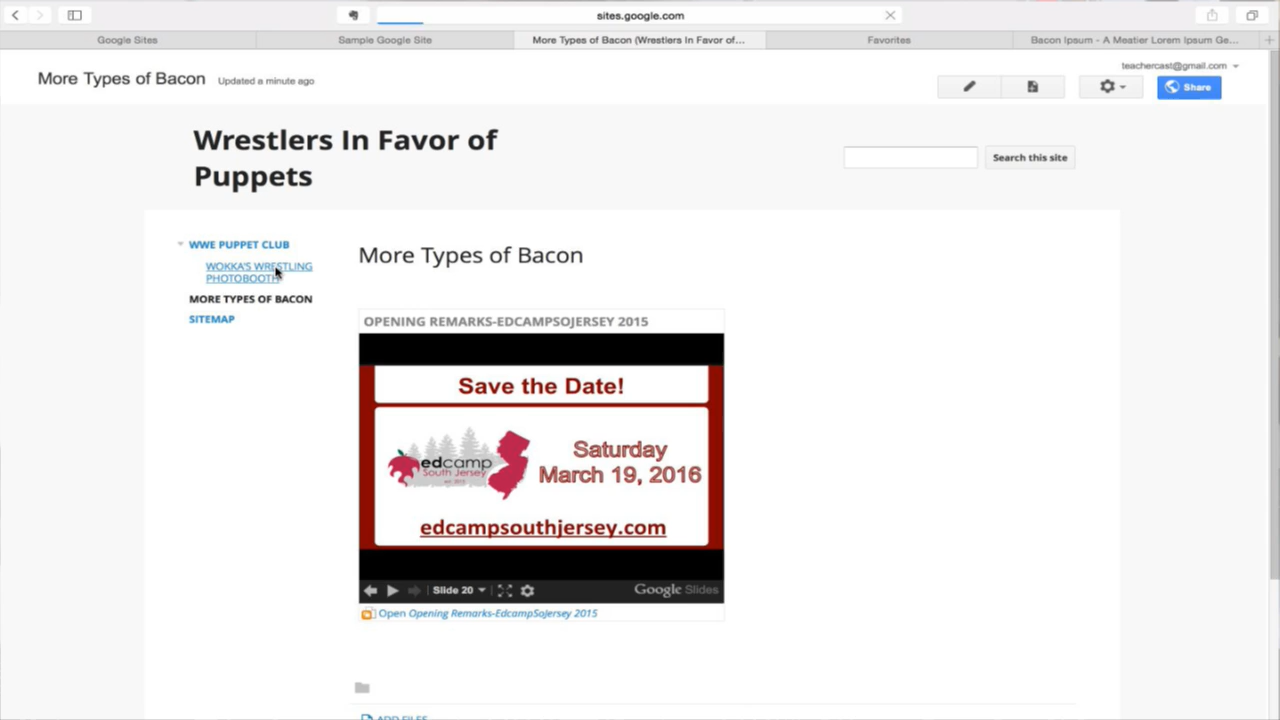 sites.google.com
Google Sites
Sample Google Site
More Types of Bacon (Wrestlers In Favor of...
Favorites
Bacon Ipsum - A Meatier Lorem Ipsum Ge...
teachercast@gmail.com
More Types of Bacon Updated a minute ago
Share
Wrestlers In Favor of
Puppets
Search this site
WWE PUPPET CLUB
WOKKA'S WRESTLING
PHOTOBOOTH
MORE TYPES OF BACON
SITEMAP
More Types of Bacon
OPENING REMARKS-EDCAMPSOJERSEY 2015
Save the Date!
edcamp
South Jersey
Saturday
March 19, 2016
edcampsouthjersey.com
Slide 20
Google Slides
Open Opening Remarks-EdcampSoJersey 2015
ADD FILES